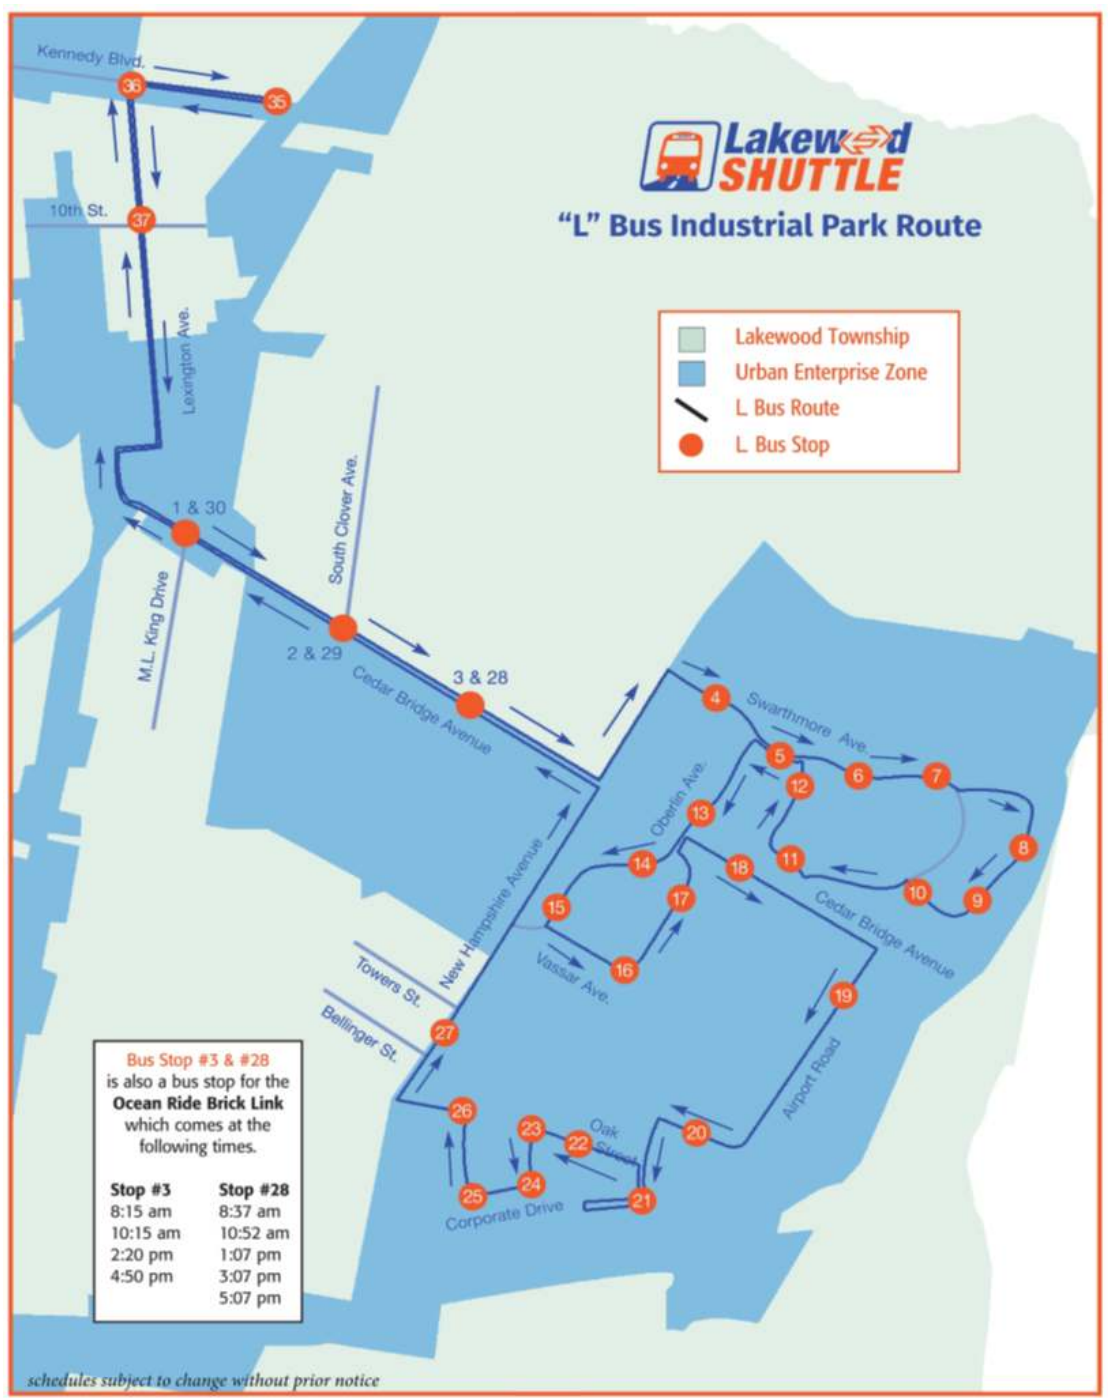 Kennedy Blvd.
36
35
10th St.
37
Lexington Ave.
Lakewood
SHUTTLE
“L” Bus Industrial Park Route
Lakewood Township
Urban Enterprise Zone
L. Bus Route
L. Bus Stop
1 & 30
South Clover Ave.
M.L. King Drive
2 & 29
3 & 28
Cedar Bridge Avenue
4
Swarthmore Ave.
5
6
7
12
Oberlin Ave.
13
8
14
11
18
10
9
17
15
Cedar Bridge Avenue
New Hampshire Avenue
16
Vassar Ave.
19
Towers St.
Bellinger St.
27
Airport Road
26
23
22
Oak
Street
20
24
25
21
Corporate Drive
Bus Stop #3 & #28
is also a bus stop for the
Ocean Ride Brick Link
which comes at the
following times.
Stop #3 Stop #28
8:15 am 8:37 am
10:15 am 10:52 am
2:20 pm 1:07 pm
4:50 pm 3:07 pm
5:07 pm
schedules subject to change without prior notice